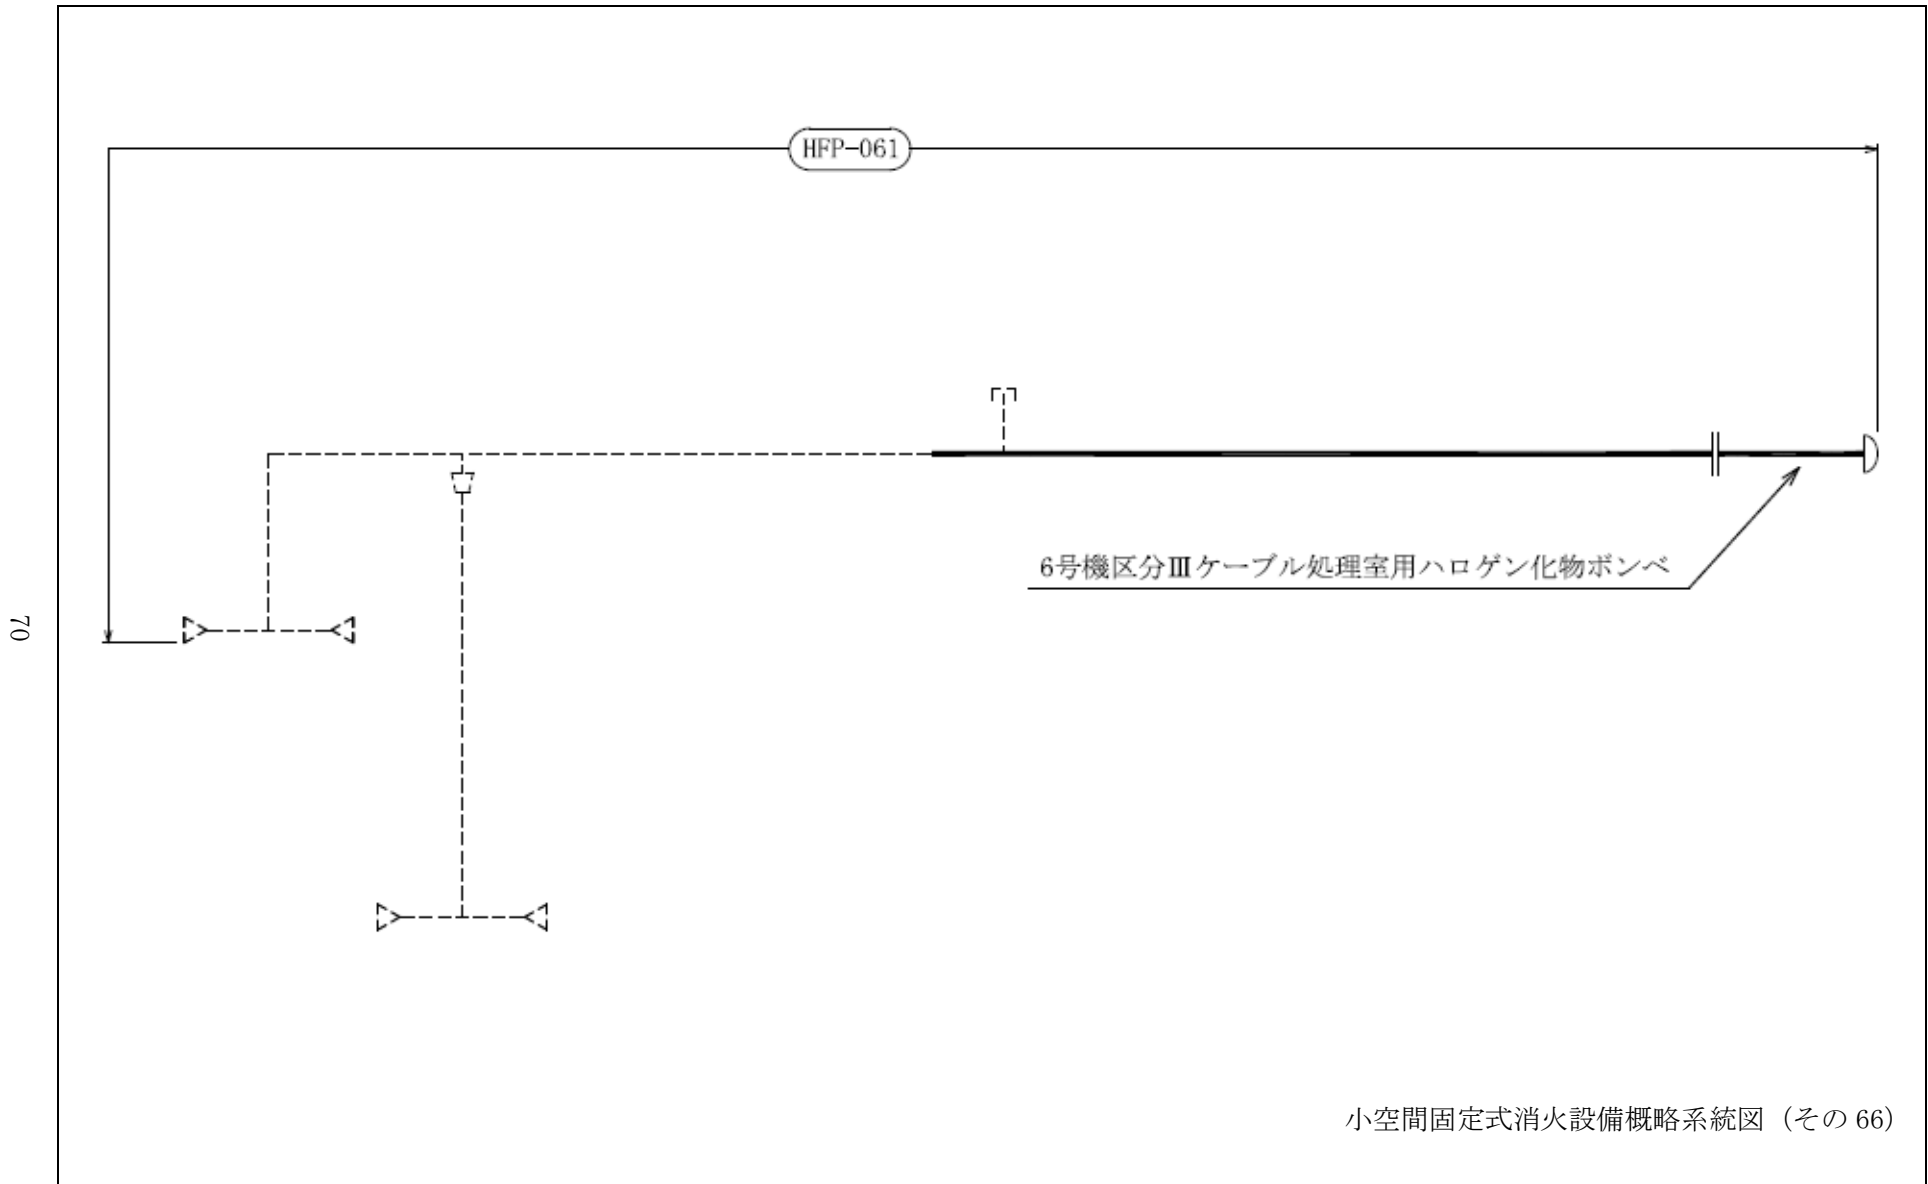 HFP-061
6号機区分Ⅲケーブル処理室用ハロゲン化物ボンベ
小空間固定式消火設備概略系統図（その 66）
70